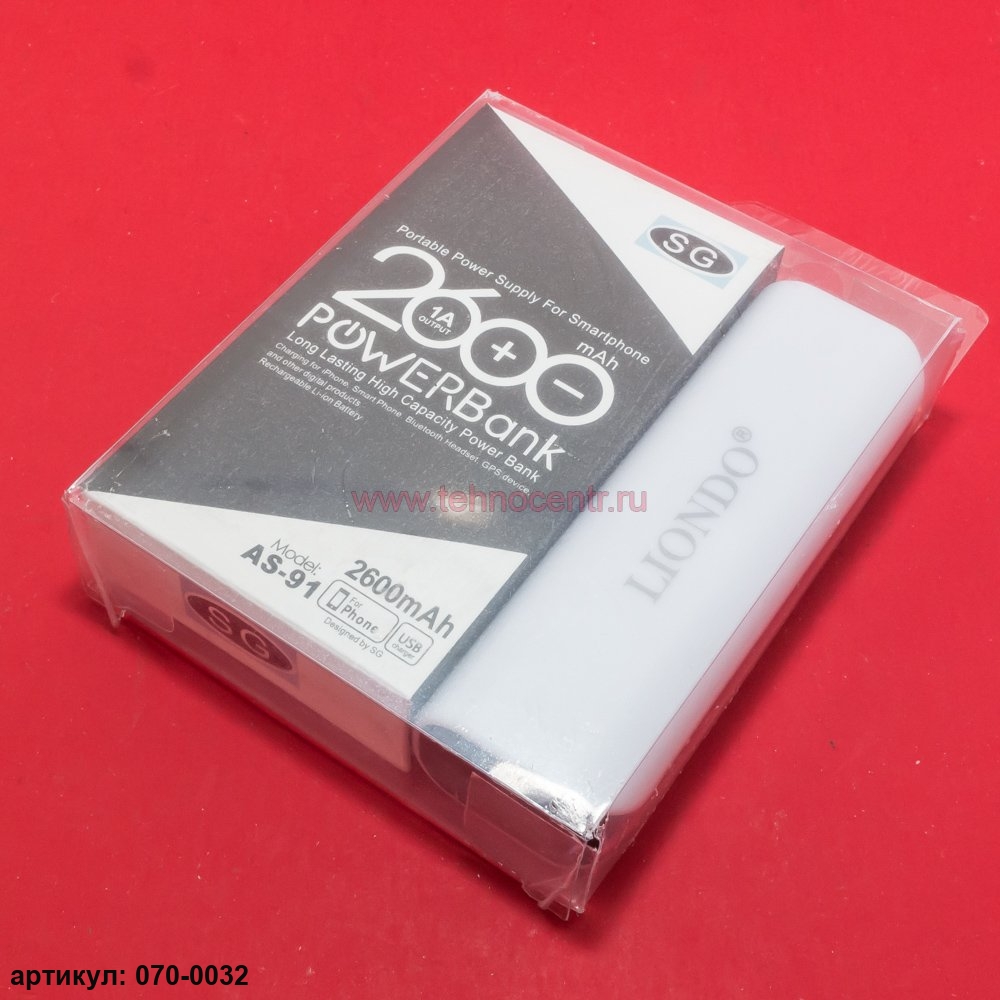 SG
Portable Power Supply For Smartphone
2600 mAh
1A
OUTPUT
POWERBank
Long Lasting High Capacity Power Bank
Charging for iPhone, Smart Phone Bluetooth Headset, GPS device,
and other digital products
Rechargeable Li-ion Battery
LIONDO®
www.tehnocentr.ru
Model:
AS-91
2600mAh
For
Phone
USB
charger
Designed by SG
SG
артикул: 070-0032